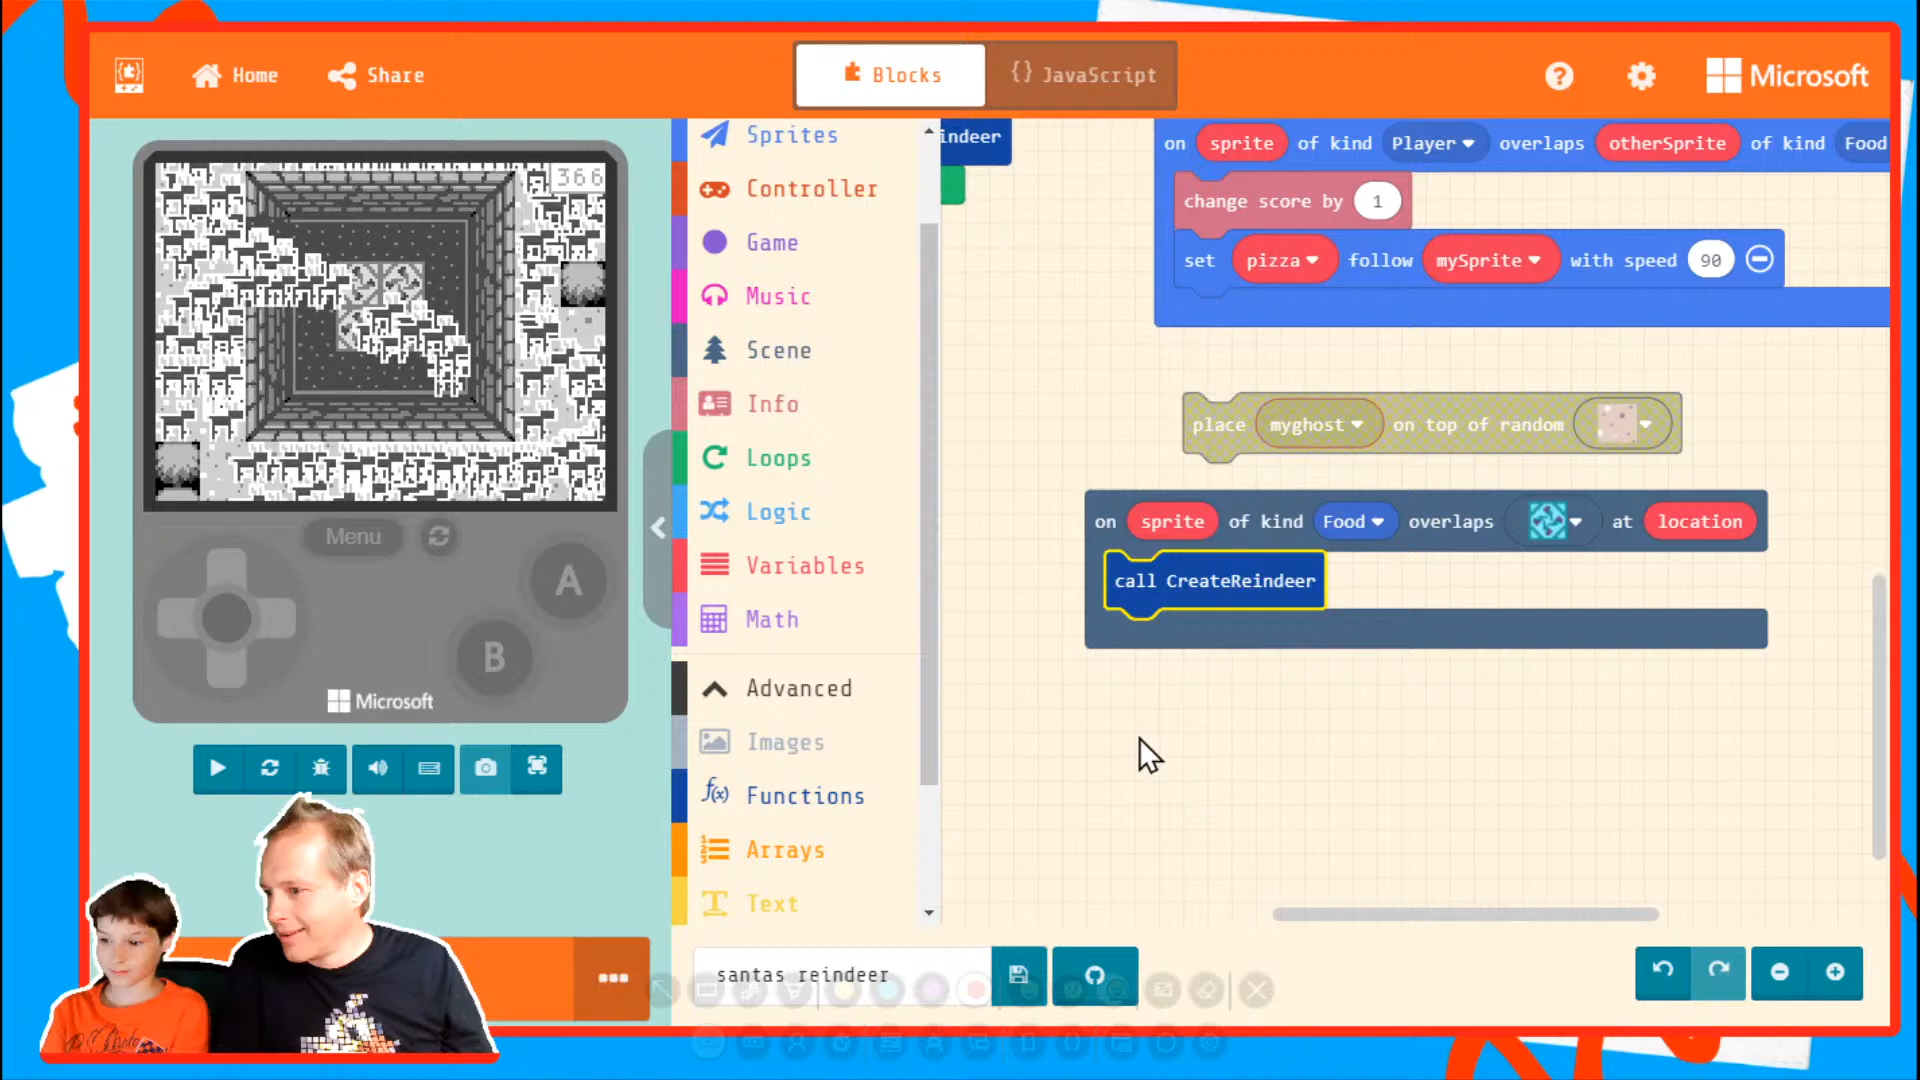 Home
Share
Blocks
{} JavaScript
Microsoft
366
Menu
A
B
Microsoft
Sprites
Controller
Game
Music
Scene
Info
Loops
Logic
Variables
Math
Advanced
Images
Functions
Arrays
Text
indeer
on sprite of kind Player overlaps otherSprite of kind Food
change score by 1
set pizza follow mySprite with speed 90
place myghost on top of random
on sprite of kind Food overlaps at location
call CreateReindeer
santas reindeer